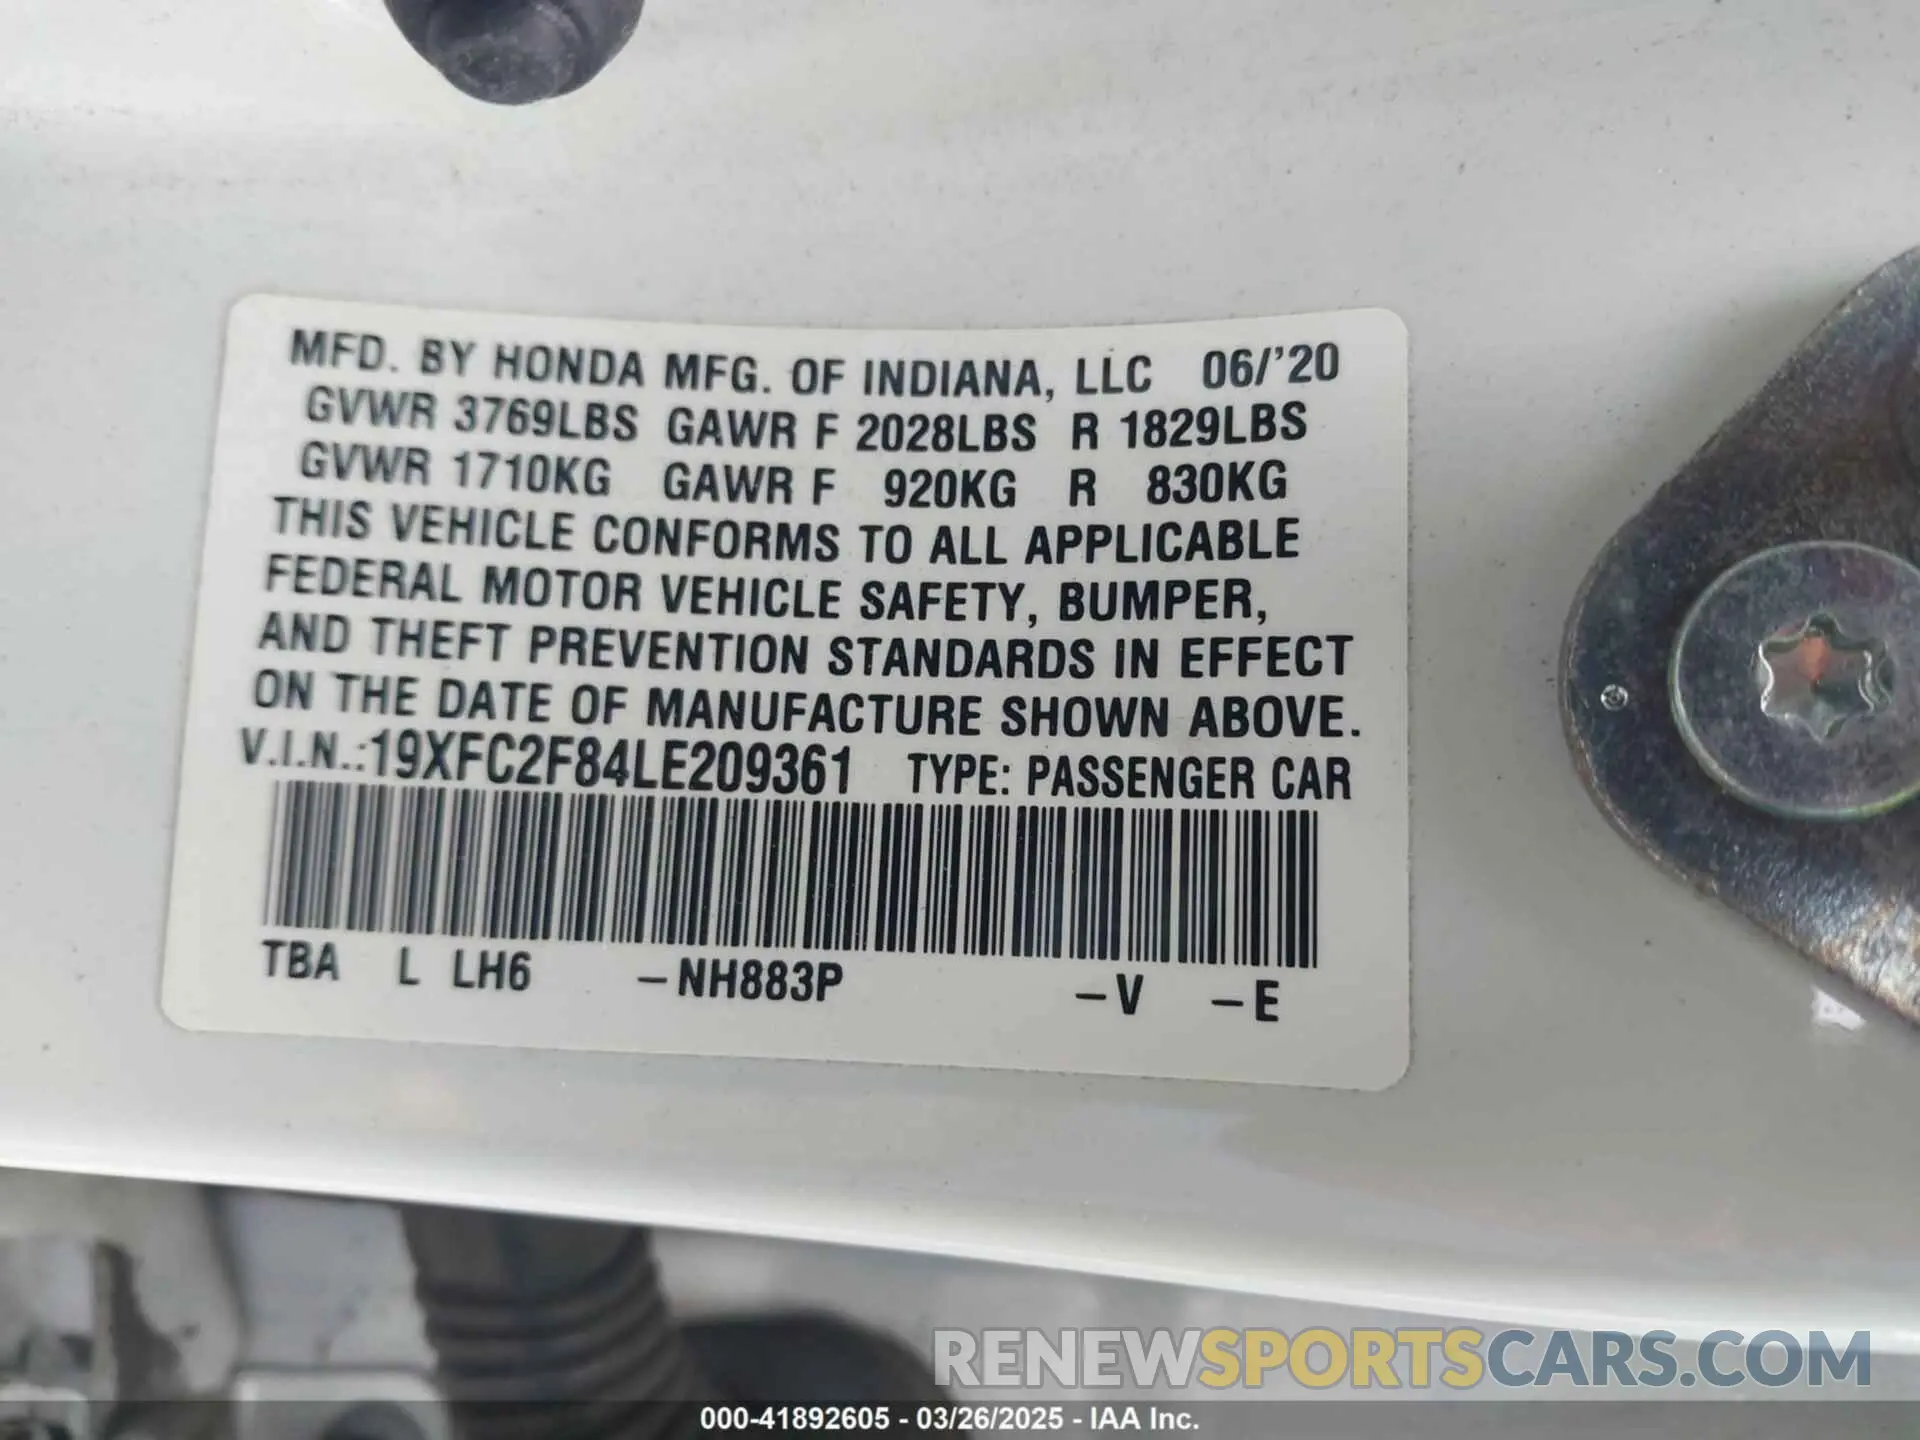 MFD. BY HONDA MFG. OF INDIANA, LLC 06/'20
GVWR 3769LBS GAWR F 2028LBS R 1829LBS
GVWR 1710KG GAWR F 920KG R 830KG
THIS VEHICLE CONFORMS TO ALL APPLICABLE
FEDERAL MOTOR VEHICLE SAFETY, BUMPER,
AND THEFT PREVENTION STANDARDS IN EFFECT
ON THE DATE OF MANUFACTURE SHOWN ABOVE.
V.I.N.:19XFC2F84LE209361 TYPE: PASSENGER CAR
TBA L LH6 –NH883P –V –E
RENEWSPORTSCARS.COM
000-41892605 - 03/26/2025 - IAA Inc.